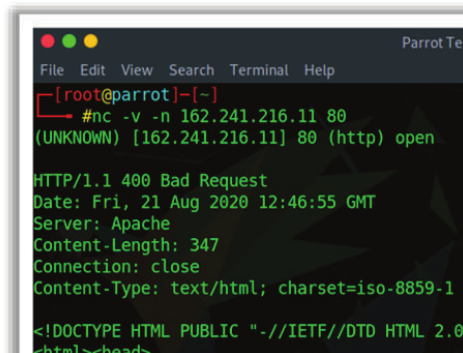 Parrot Te
File Edit View Search Terminal Help
[root@parrot]-[~]
#nc -v -n 162.241.216.11 80
(UNKNOWN) [162.241.216.11] 80 (http) open
HTTP/1.1 400 Bad Request
Date: Fri, 21 Aug 2020 12:46:55 GMT
Server: Apache
Content-Length: 347
Connection: close
Content-Type: text/html; charset=iso-8859-1
<!DOCTYPE HTML PUBLIC "-//IETF//DTD HTML 2.0
<html><head>